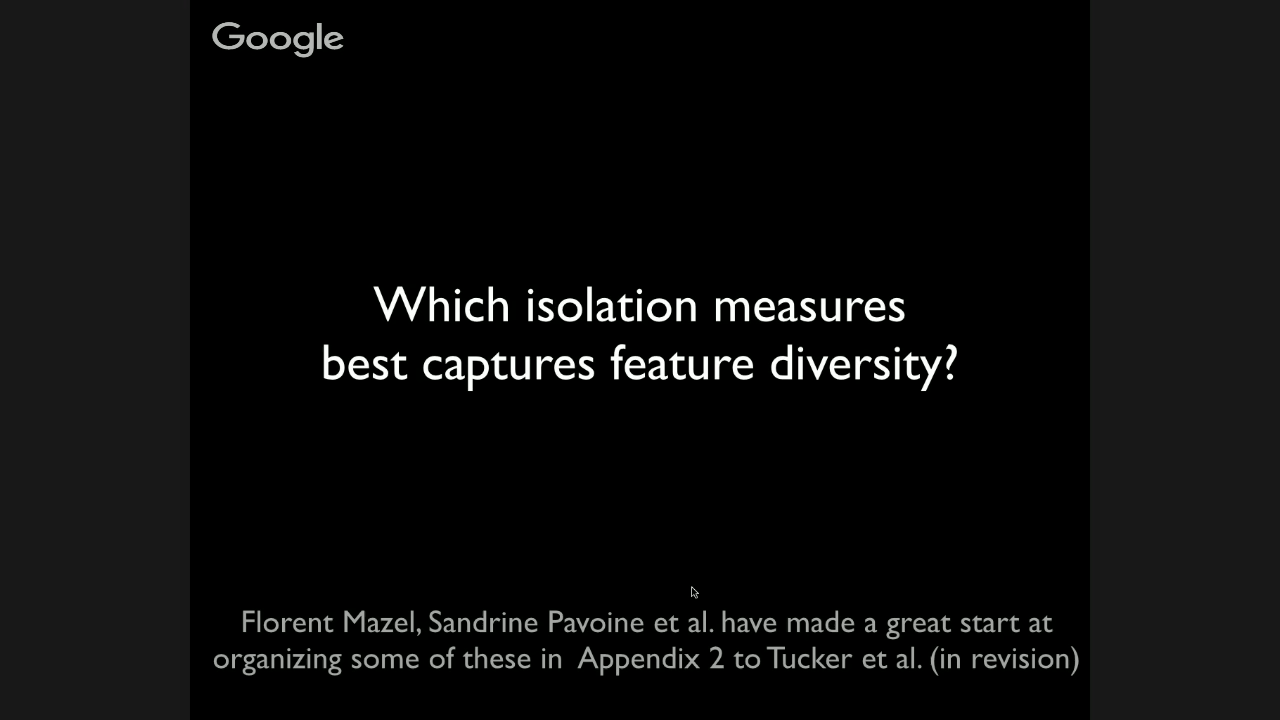 Google
Which isolation measures
best captures feature diversity?
Florent Mazel, Sandrine Pavoine et al. have made a great start at
organizing some of these in Appendix 2 to Tucker et al. (in revision)